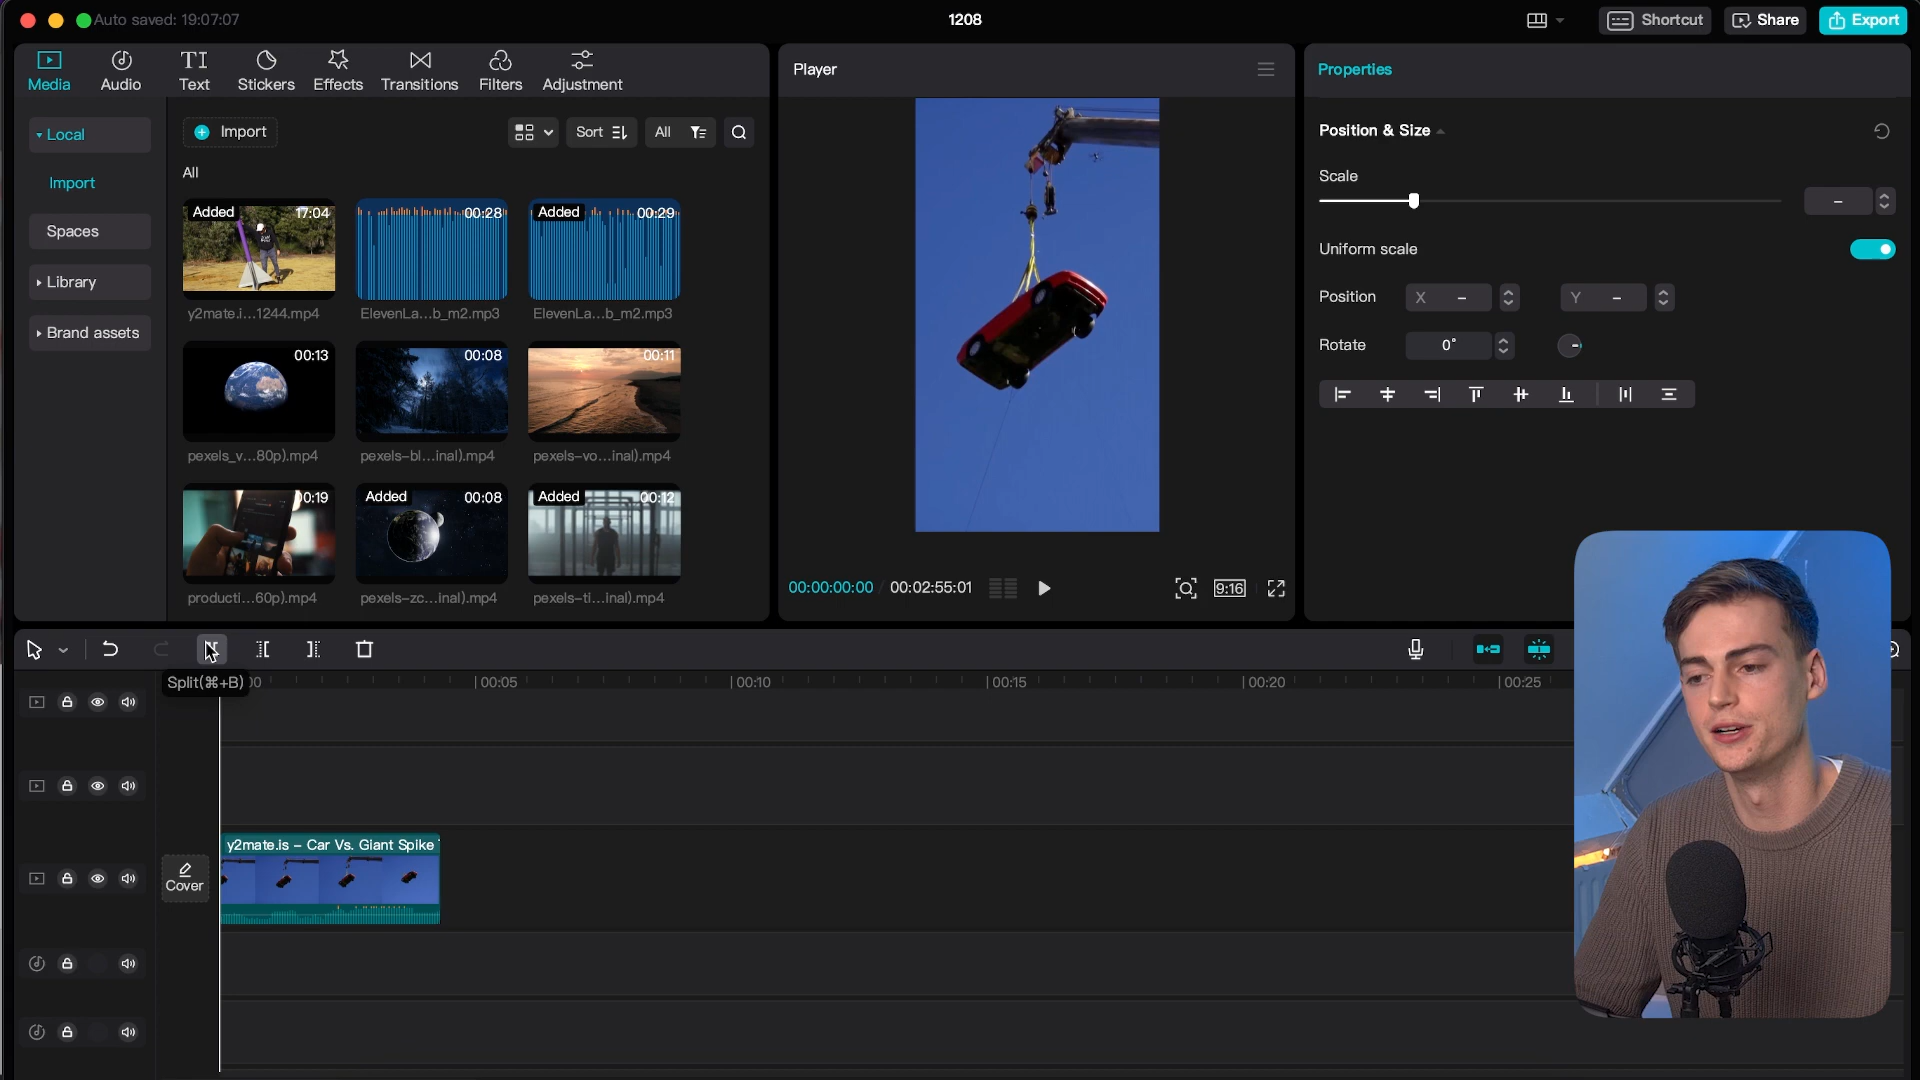 Auto saved: 19:07:07
1208
Shortcut
Share
Export
Media
Audio
TI
Text
Stickers
Effects
Transitions
Filters
Adjustment
Local
Import
Spaces
Library
Brand assets
Import
Sort
All
All
Added
17:04
y2mate.i...1244.mp4
00:28
ElevenLa...b_m2.mp3
Added
00:29
ElevenLa...b_m2.mp3
00:13
pexels_v...80p).mp4
00:08
pexels-bl...inal).mp4
00:11
pexels-vo...inal).mp4
00:19
producti...60p).mp4
Added
00:08
pexels-zc...inal).mp4
Added
00:12
pexels-ti...inal).mp4
Player
00:00:00:00 / 00:02:55:01
9:16
Properties
Position & Size
Scale
–
Uniform scale
Position
X –
Y –
Rotate
0°
Split(⌘+B)
00
00:05
00:10
00:15
00:20
00:25
Cover
y2mate.is – Car Vs. Giant Spike